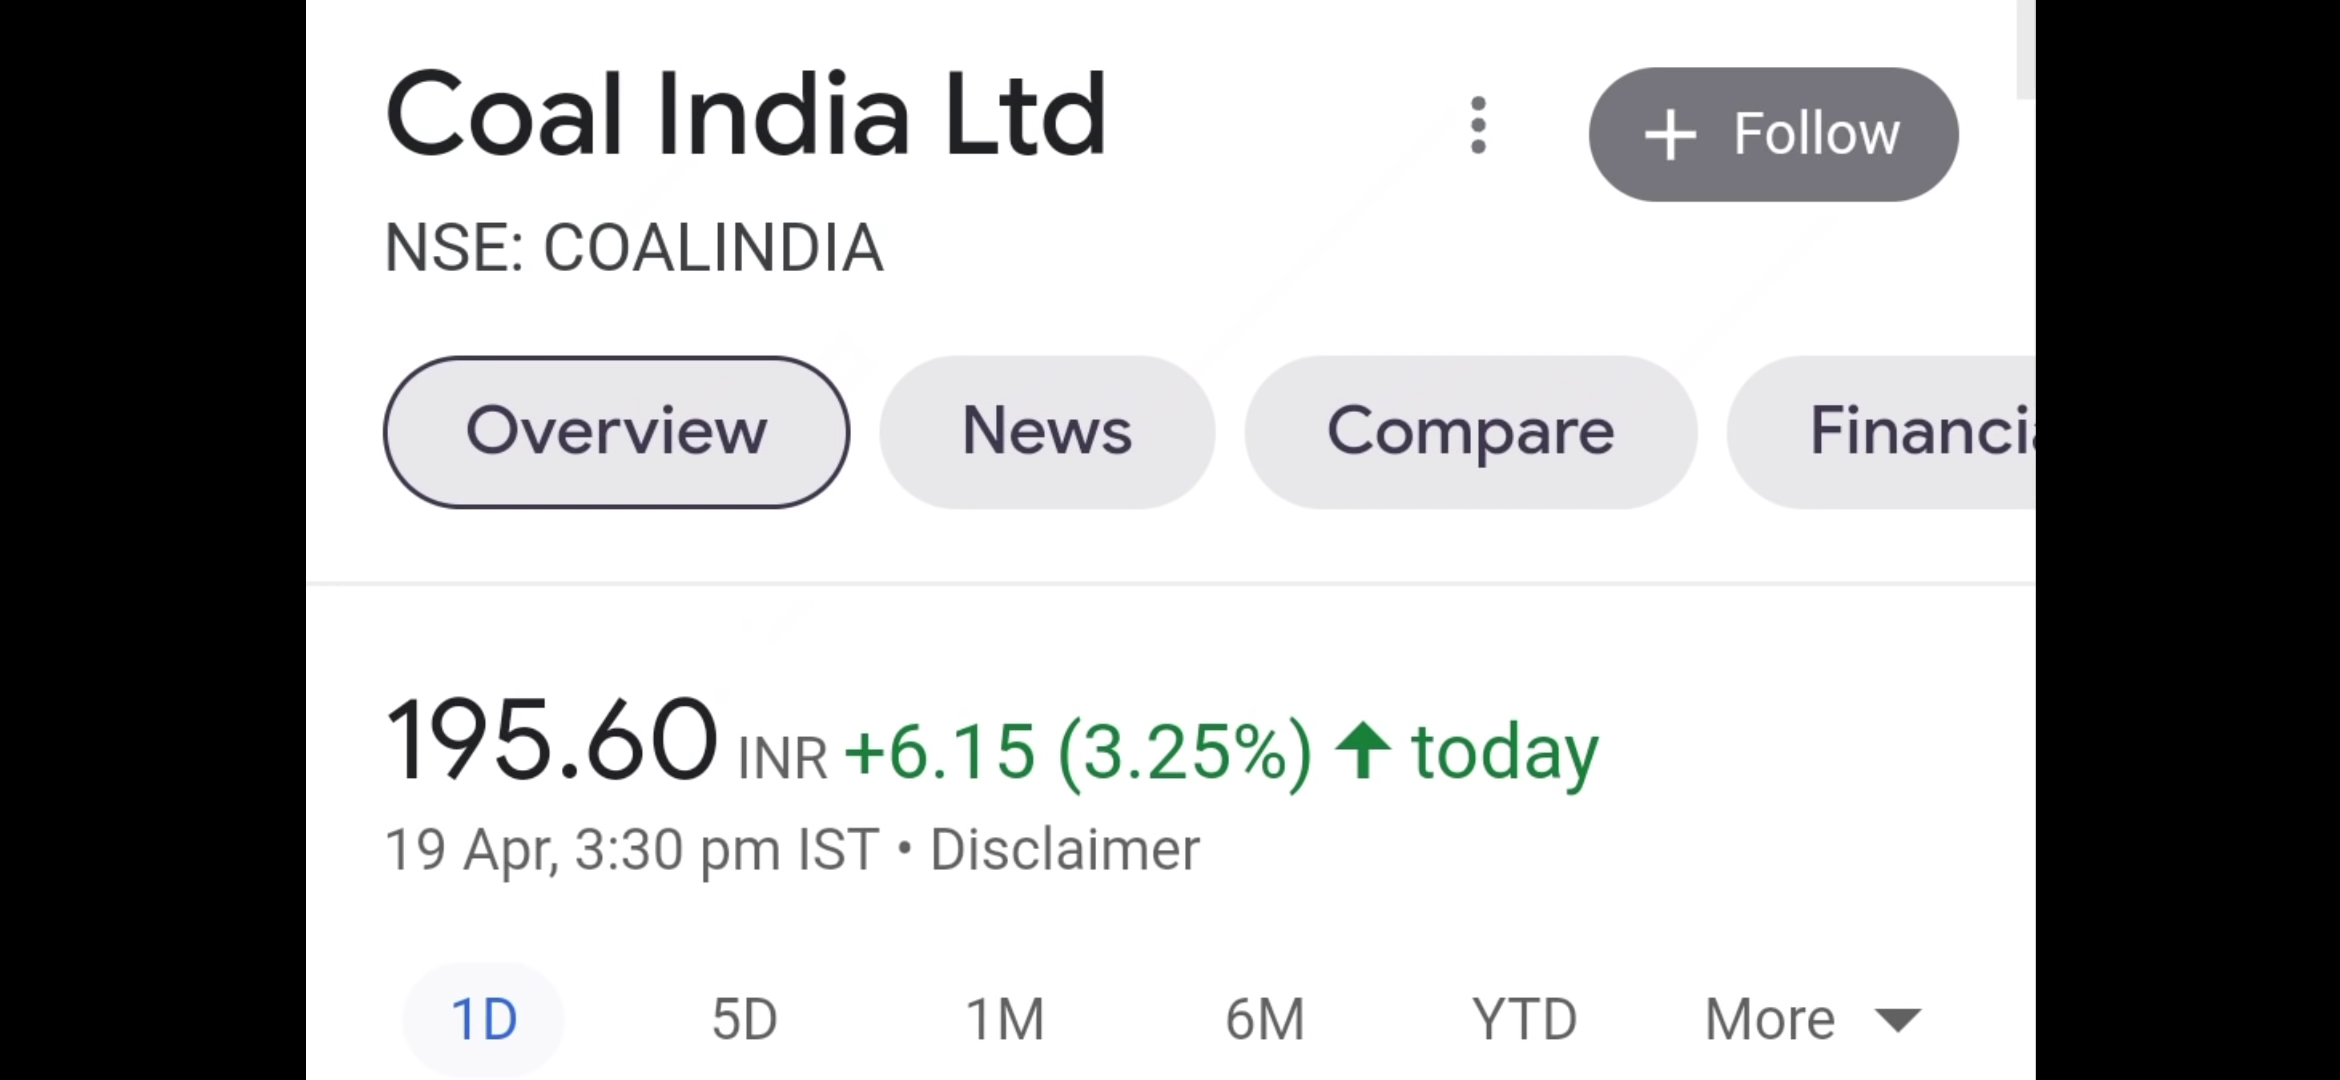 Coal India Ltd
+ Follow
NSE: COALINDIA
Overview News Compare Financia
195.60 INR +6.15 (3.25%) ↑ today
19 Apr, 3:30 pm IST • Disclaimer
1D 5D 1M 6M YTD More